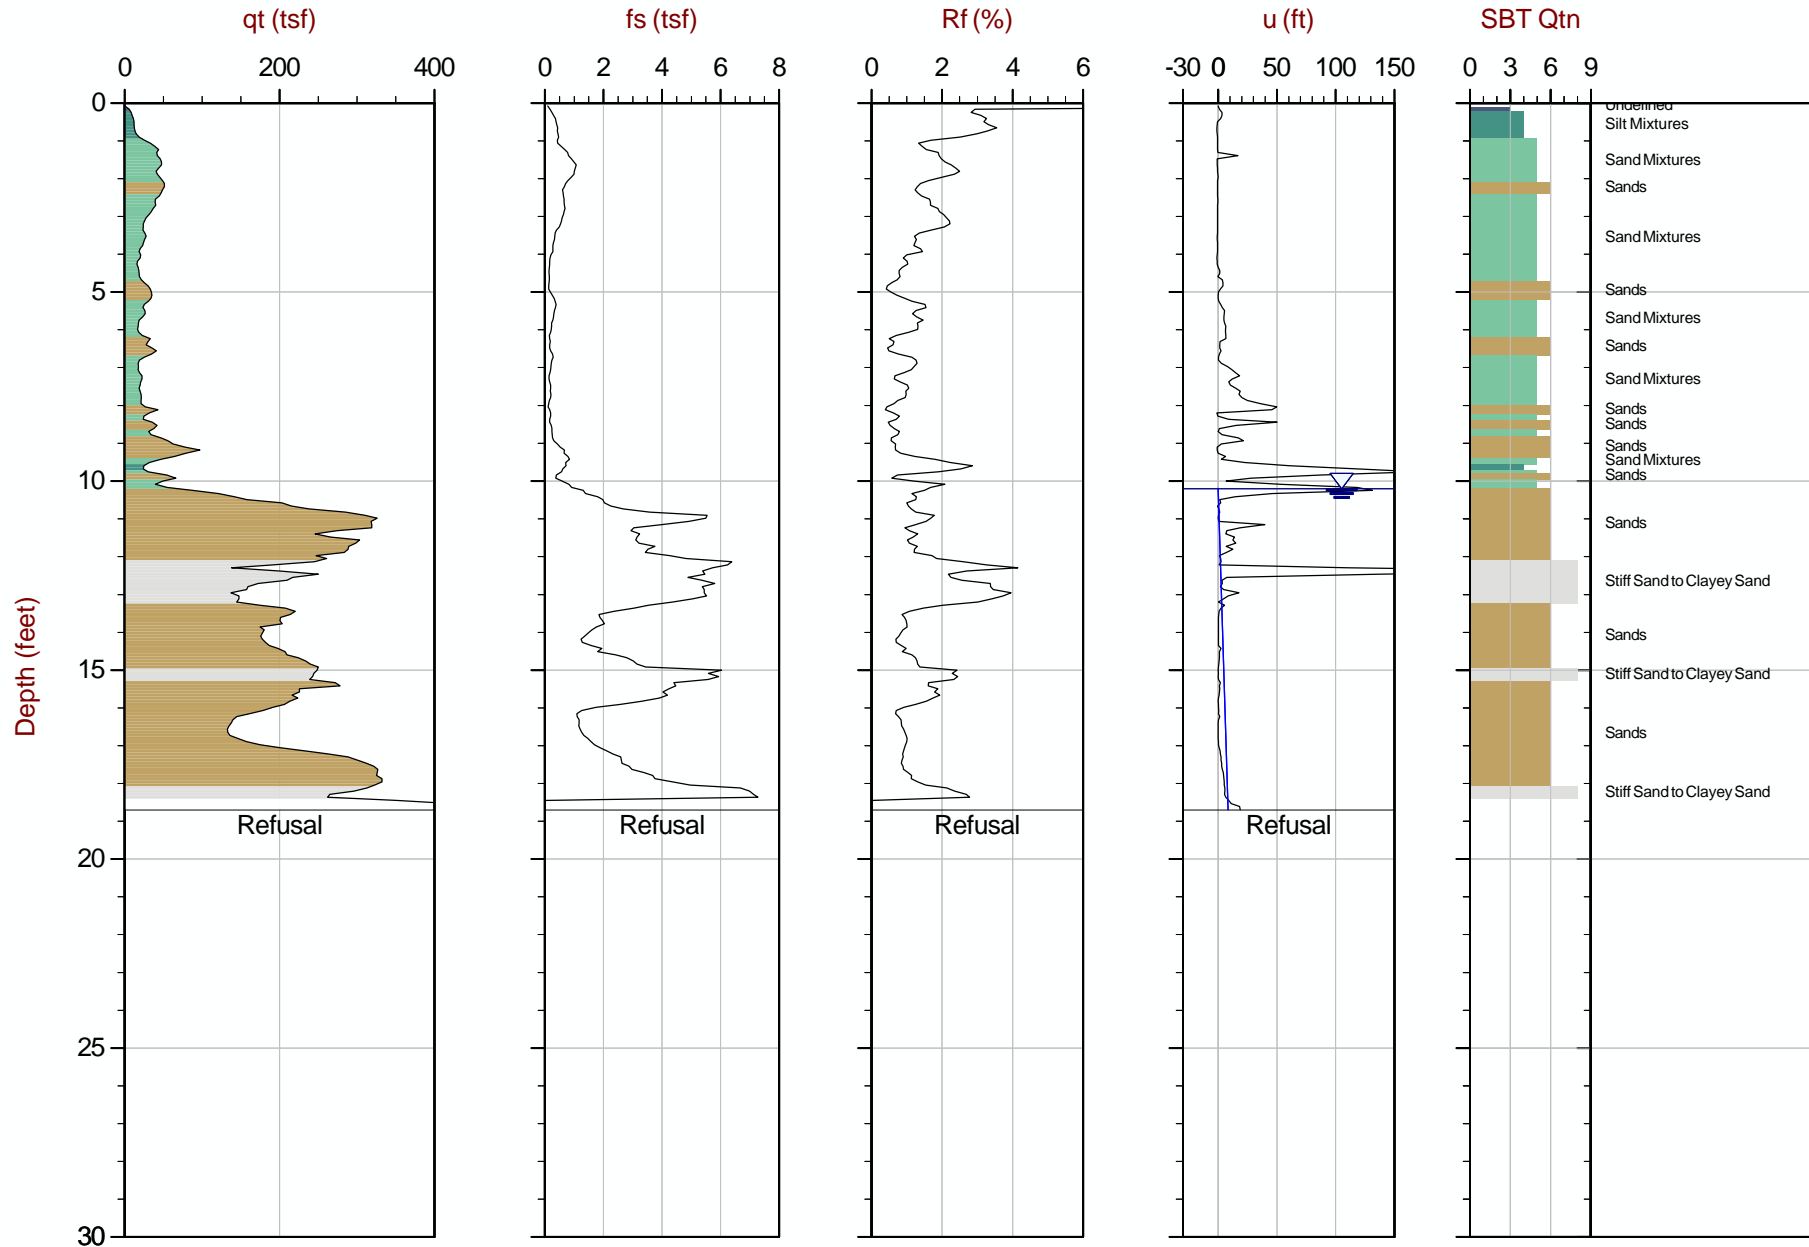 qt (tsf) fs (tsf) Rf (%) u (ft) SBT Qtn
0 200 400 0 2 4 6 8 0 2 4 6 -30 0 50 100 150 0 3 6 9
0
Undefined
Silt Mixtures
Sand Mixtures
Sands
Sand Mixtures
5
Sands
Sand Mixtures
Sands
Sand Mixtures
Sands
Sands
Sands
Sand Mixtures
Sands
10
Sands
Stiff Sand to Clayey Sand
Sands
15
Stiff Sand to Clayey Sand
Sands
Stiff Sand to Clayey Sand
Refusal Refusal Refusal Refusal
Depth (feet)
20
25
30